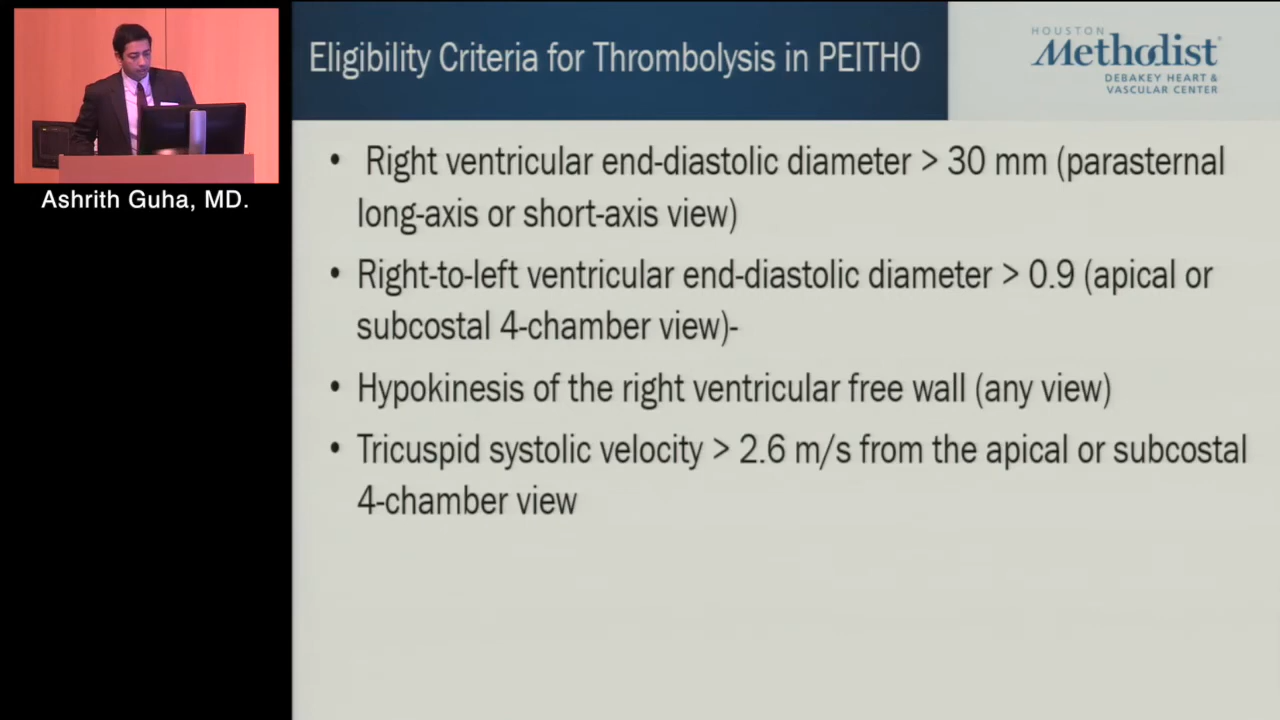 Eligibility Criteria for Thrombolysis in PEITHO
HOUSTON
Methodist®
DEBAKEY HEART &
VASCULAR CENTER
Ashrith Guha, MD.
• Right ventricular end-diastolic diameter > 30 mm (parasternal
long-axis or short-axis view)
• Right-to-left ventricular end-diastolic diameter > 0.9 (apical or
subcostal 4-chamber view)-
• Hypokinesis of the right ventricular free wall (any view)
• Tricuspid systolic velocity > 2.6 m/s from the apical or subcostal
4-chamber view